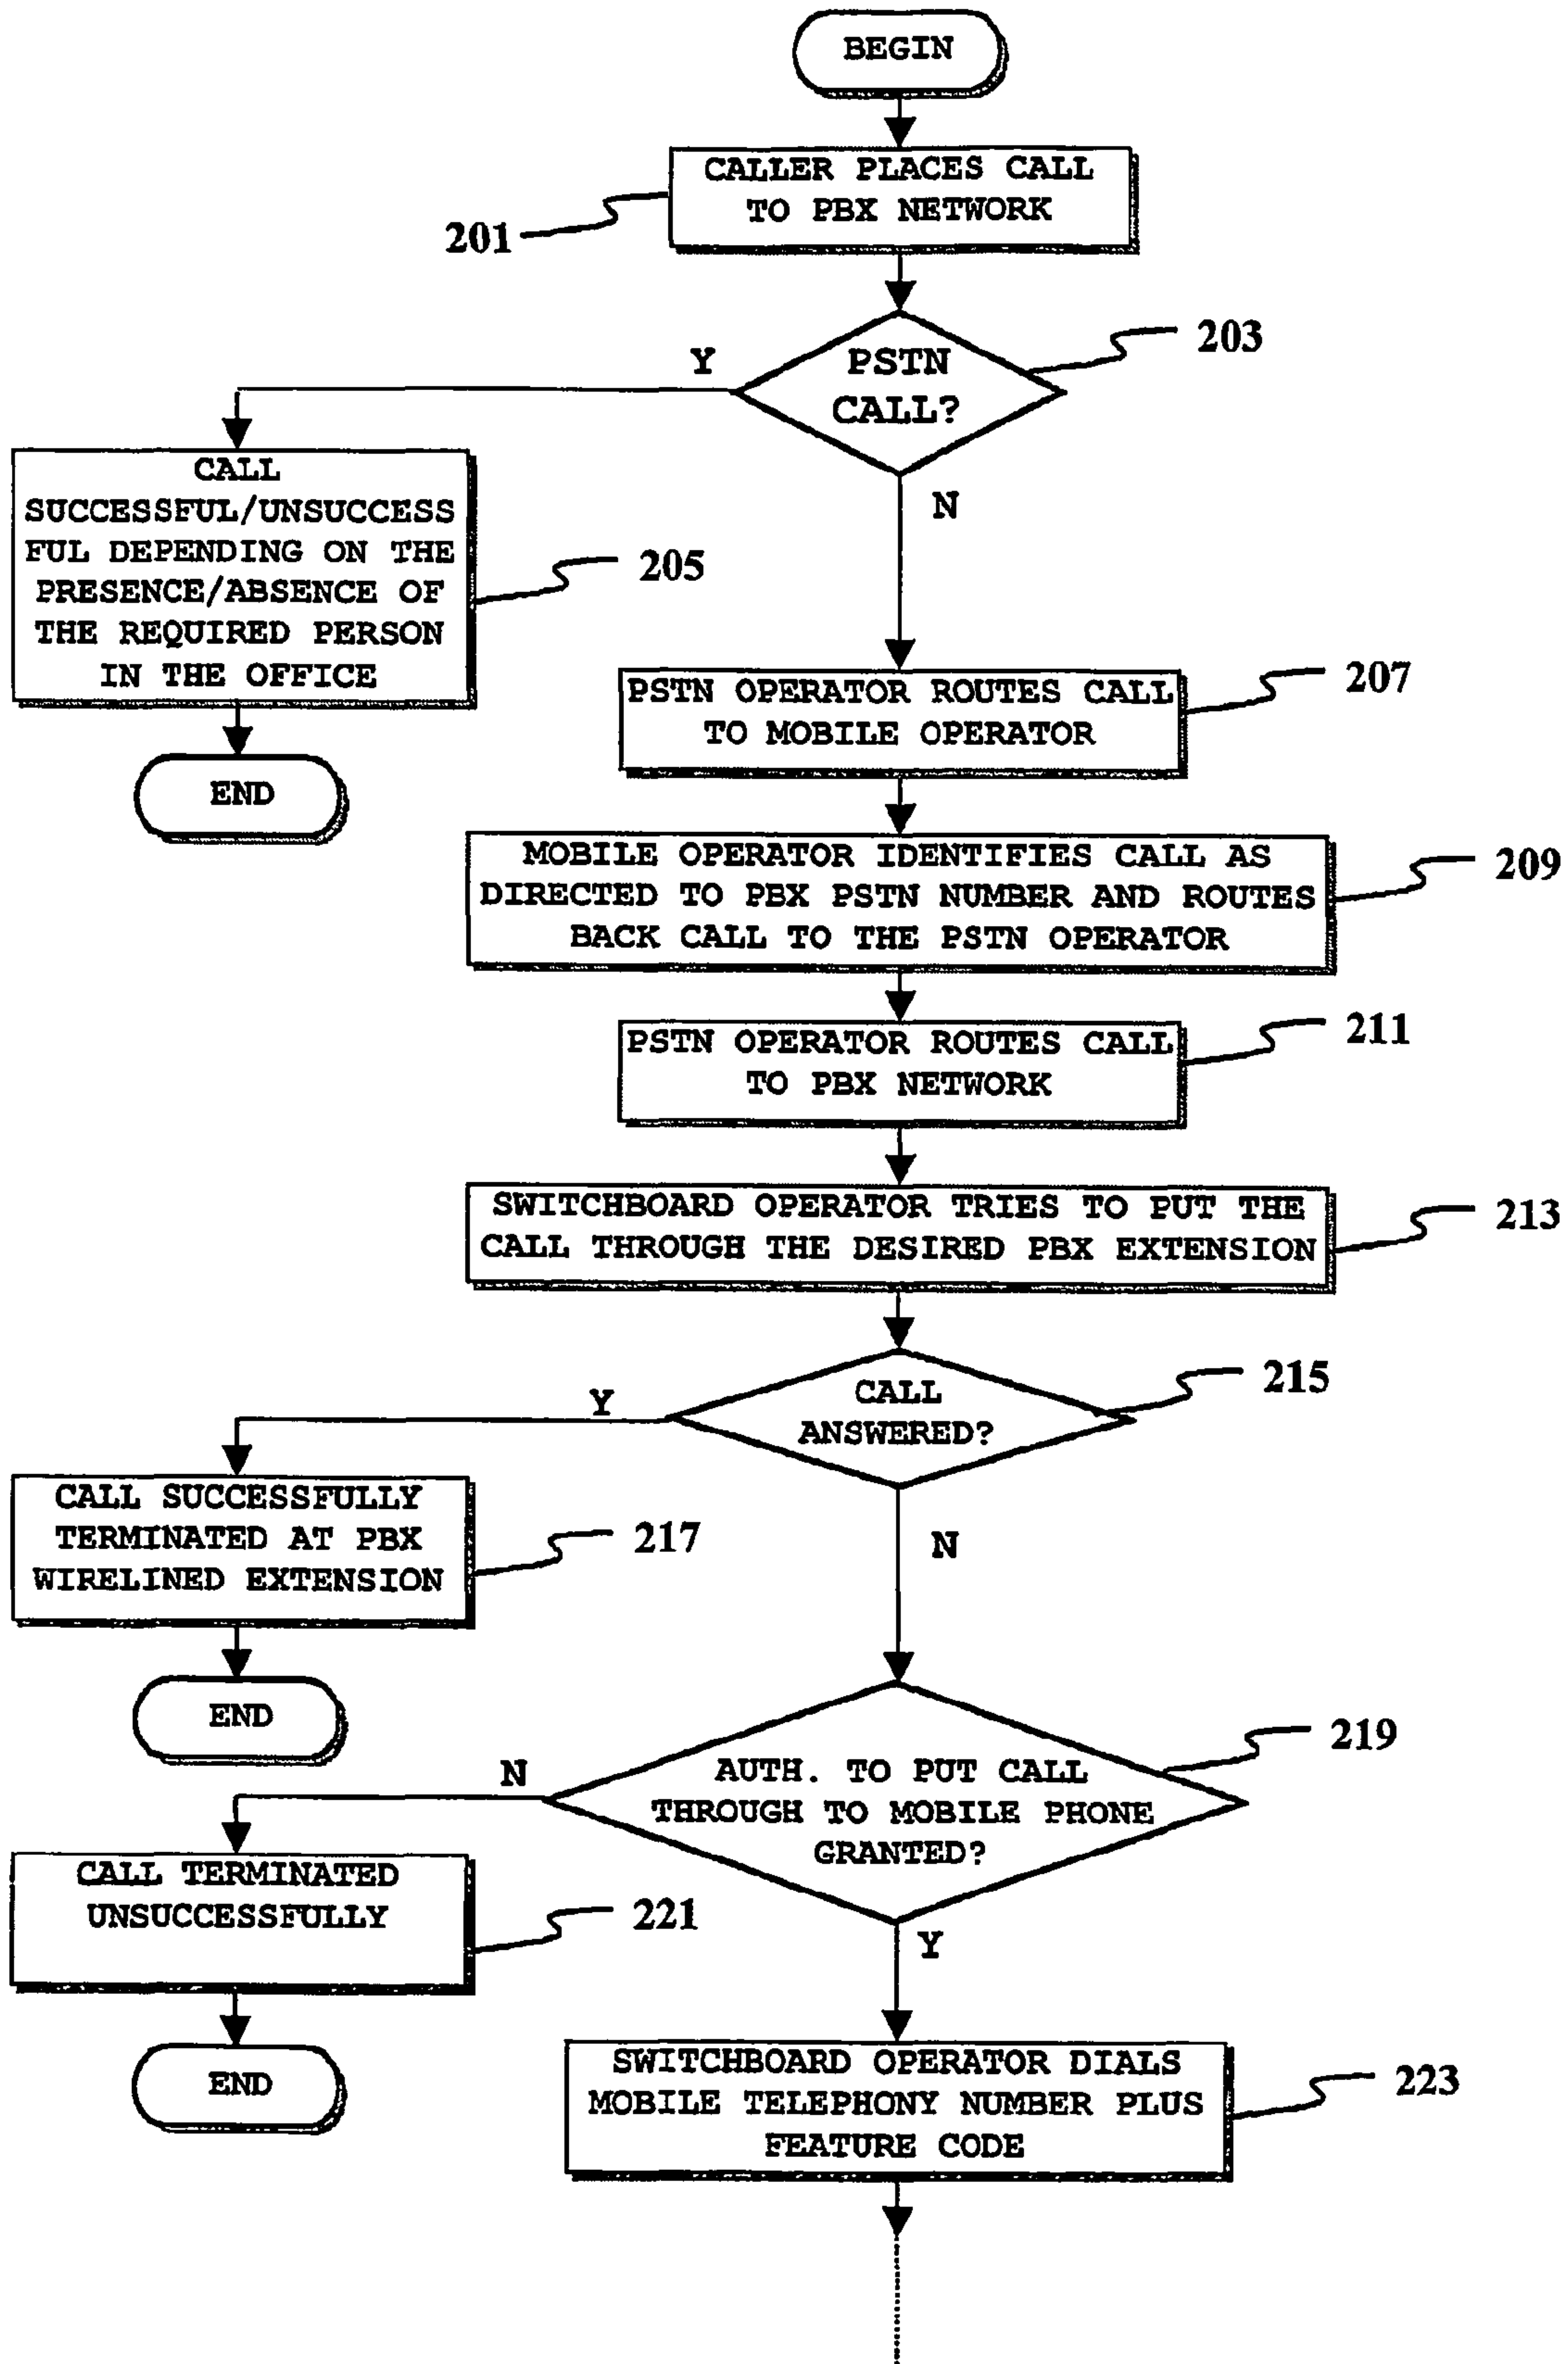 BEGIN
CALLER PLACES CALL
TO PBX NETWORK
201
PSTN
CALL?
203
Y
N
CALL
SUCCESSFUL/UNSUCCESS
FUL DEPENDING ON THE
PRESENCE/ABSENCE OF
THE REQUIRED PERSON
IN THE OFFICE
205
END
PSTN OPERATOR ROUTES CALL
TO MOBILE OPERATOR
207
MOBILE OPERATOR IDENTIFIES CALL AS
DIRECTED TO PBX PSTN NUMBER AND ROUTES
BACK CALL TO THE PSTN OPERATOR
209
PSTN OPERATOR ROUTES CALL
TO PBX NETWORK
211
SWITCHBOARD OPERATOR TRIES TO PUT THE
CALL THROUGH THE DESIRED PBX EXTENSION
213
CALL
ANSWERED?
215
Y
N
CALL SUCCESSFULLY
TERMINATED AT PBX
WIRELINED EXTENSION
217
END
AUTH. TO PUT CALL
THROUGH TO MOBILE PHONE
GRANTED?
219
N
Y
CALL TERMINATED
UNSUCCESSFULLY
221
END
SWITCHBOARD OPERATOR DIALS
MOBILE TELEPHONY NUMBER PLUS
FEATURE CODE
223